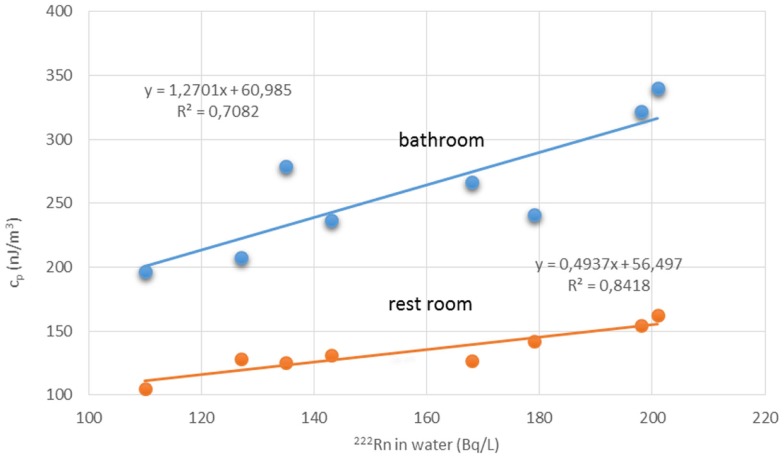 400
350
y = 1,2701x + 60,985
R² = 0,7082
300
bathroom
250
cp (nJ/m³)
200
y = 0,4937x + 56,497
R² = 0,8418
rest room
150
100
100 120 140 160 180 200 220
²²²Rn in water (Bq/L)